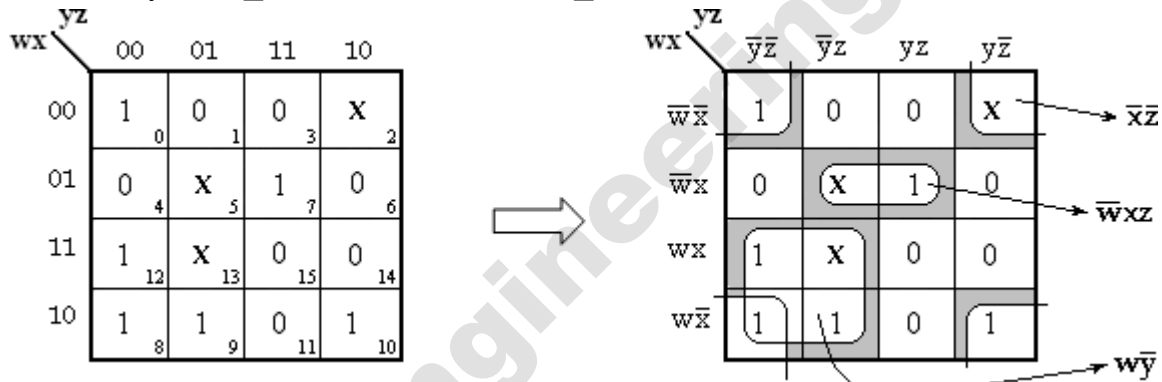 yz yz
wx 00 01 11 10 wx y̅z̅ y̅z yz yz̅
00 1 0 0 X w̅x̅ 1 0 0 X x̅z̅
0 1 3 2
01 0 X 1 0 w̅x 0 X 1 0
4 5 7 6 w̅xz
11 1 X 0 0 wx 1 X 0 0
12 13 15 14
10 1 1 0 1 wx̅ 1 1 0 1
8 9 11 10
wy̅
ngineering